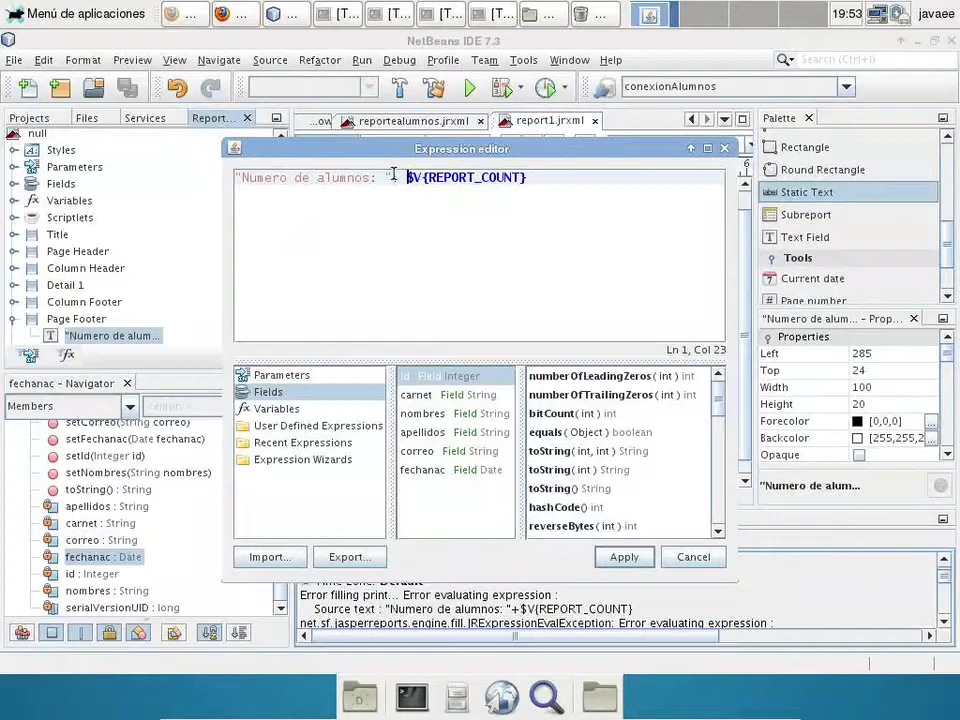 Menú de aplicaciones
[T...
[T...
[T...
19:53
javaee
NetBeans IDE 7.3
File Edit Format Preview View Navigate Source Refactor Run Debug Profile Team Tools Window Help
Search (Ctrl+I)
conexionAlumnos
Projects Files Services Report...
...ow reportealumnos.jrxml report1.jrxml
Palette
null
Styles
Parameters
Fields
Variables
Scriptlets
Title
Page Header
Column Header
Detail 1
Column Footer
Page Footer
"Numero de alum...
fechanac - Navigator
Members
<empty>
setCorreo(String correo)
setFechanac(Date fechanac)
setId(Integer id)
setNombres(String nombres)
toString() : String
apellidos : String
carnet : String
correo : String
fechanac : Date
id : Integer
nombres : String
serialVersionUID : long
Expression editor
"Numero de alumnos: " $V{REPORT_COUNT}
Ln 1, Col 23
Parameters
Fields
Variables
User Defined Expressions
Recent Expressions
Expression Wizards
id Field Integer
carnet Field String
nombres Field String
apellidos Field String
correo Field String
fechanac Field Date
numberOfLeadingZeros ( int ) int
numberOfTrailingZeros ( int ) int
bitCount ( int ) int
equals ( Object ) boolean
toString ( int, int ) String
toString ( int ) String
toString () String
hashCode () int
reverseBytes ( int ) int
Import... Export... Apply Cancel
Time zone: Default
Error filling print... Error evaluating expression :
Source text : "Numero de alumnos: "+$V{REPORT_COUNT}
net.sf.jasperreports.engine.fill.JRExpressionEvalException: Error evaluating expression :
6
Rectangle
Round Rectangle
Static Text
Subreport
Text Field
Tools
Current date
Page number
"Numero de alum... - Prop...
Properties
Left 285
Top 24
Width 100
Height 20
Forecolor [0,0,0] ...
Backcolor [255,255,2 ...
Opaque
"Numero de alum...